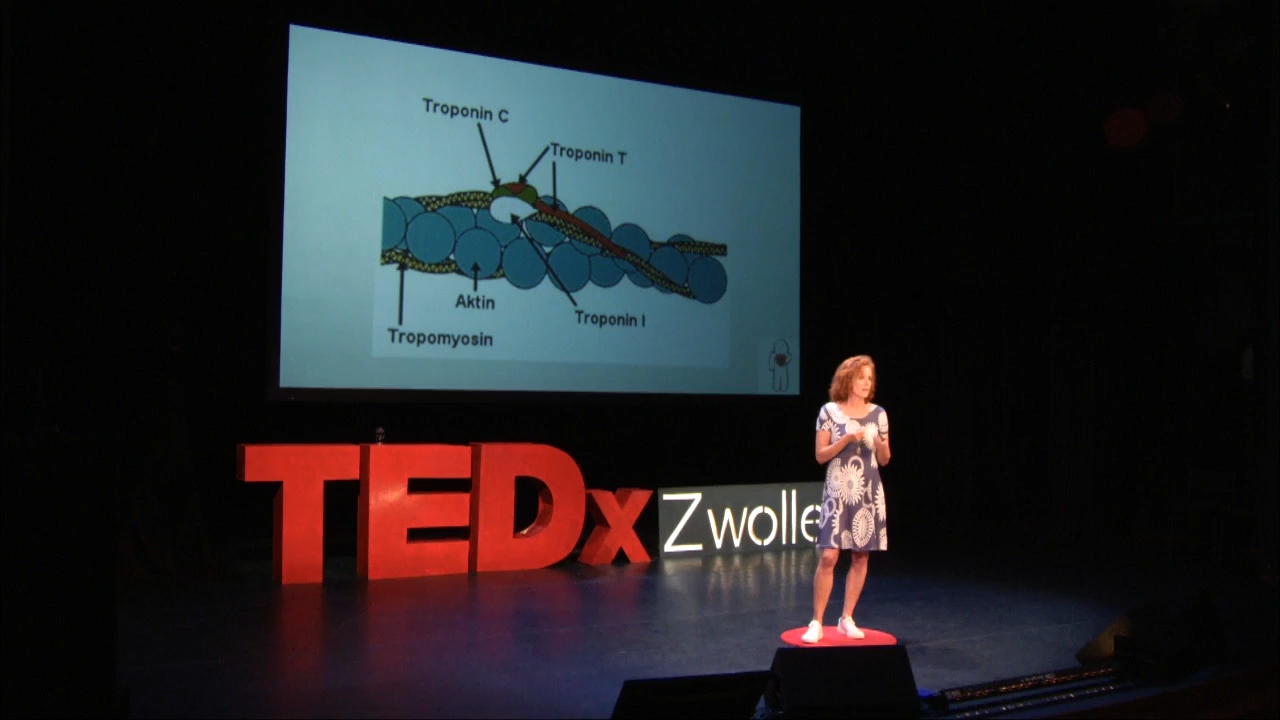 Troponin C
Troponin T
Aktin
Troponin I
Tropomyosin
TEDx Zwolle